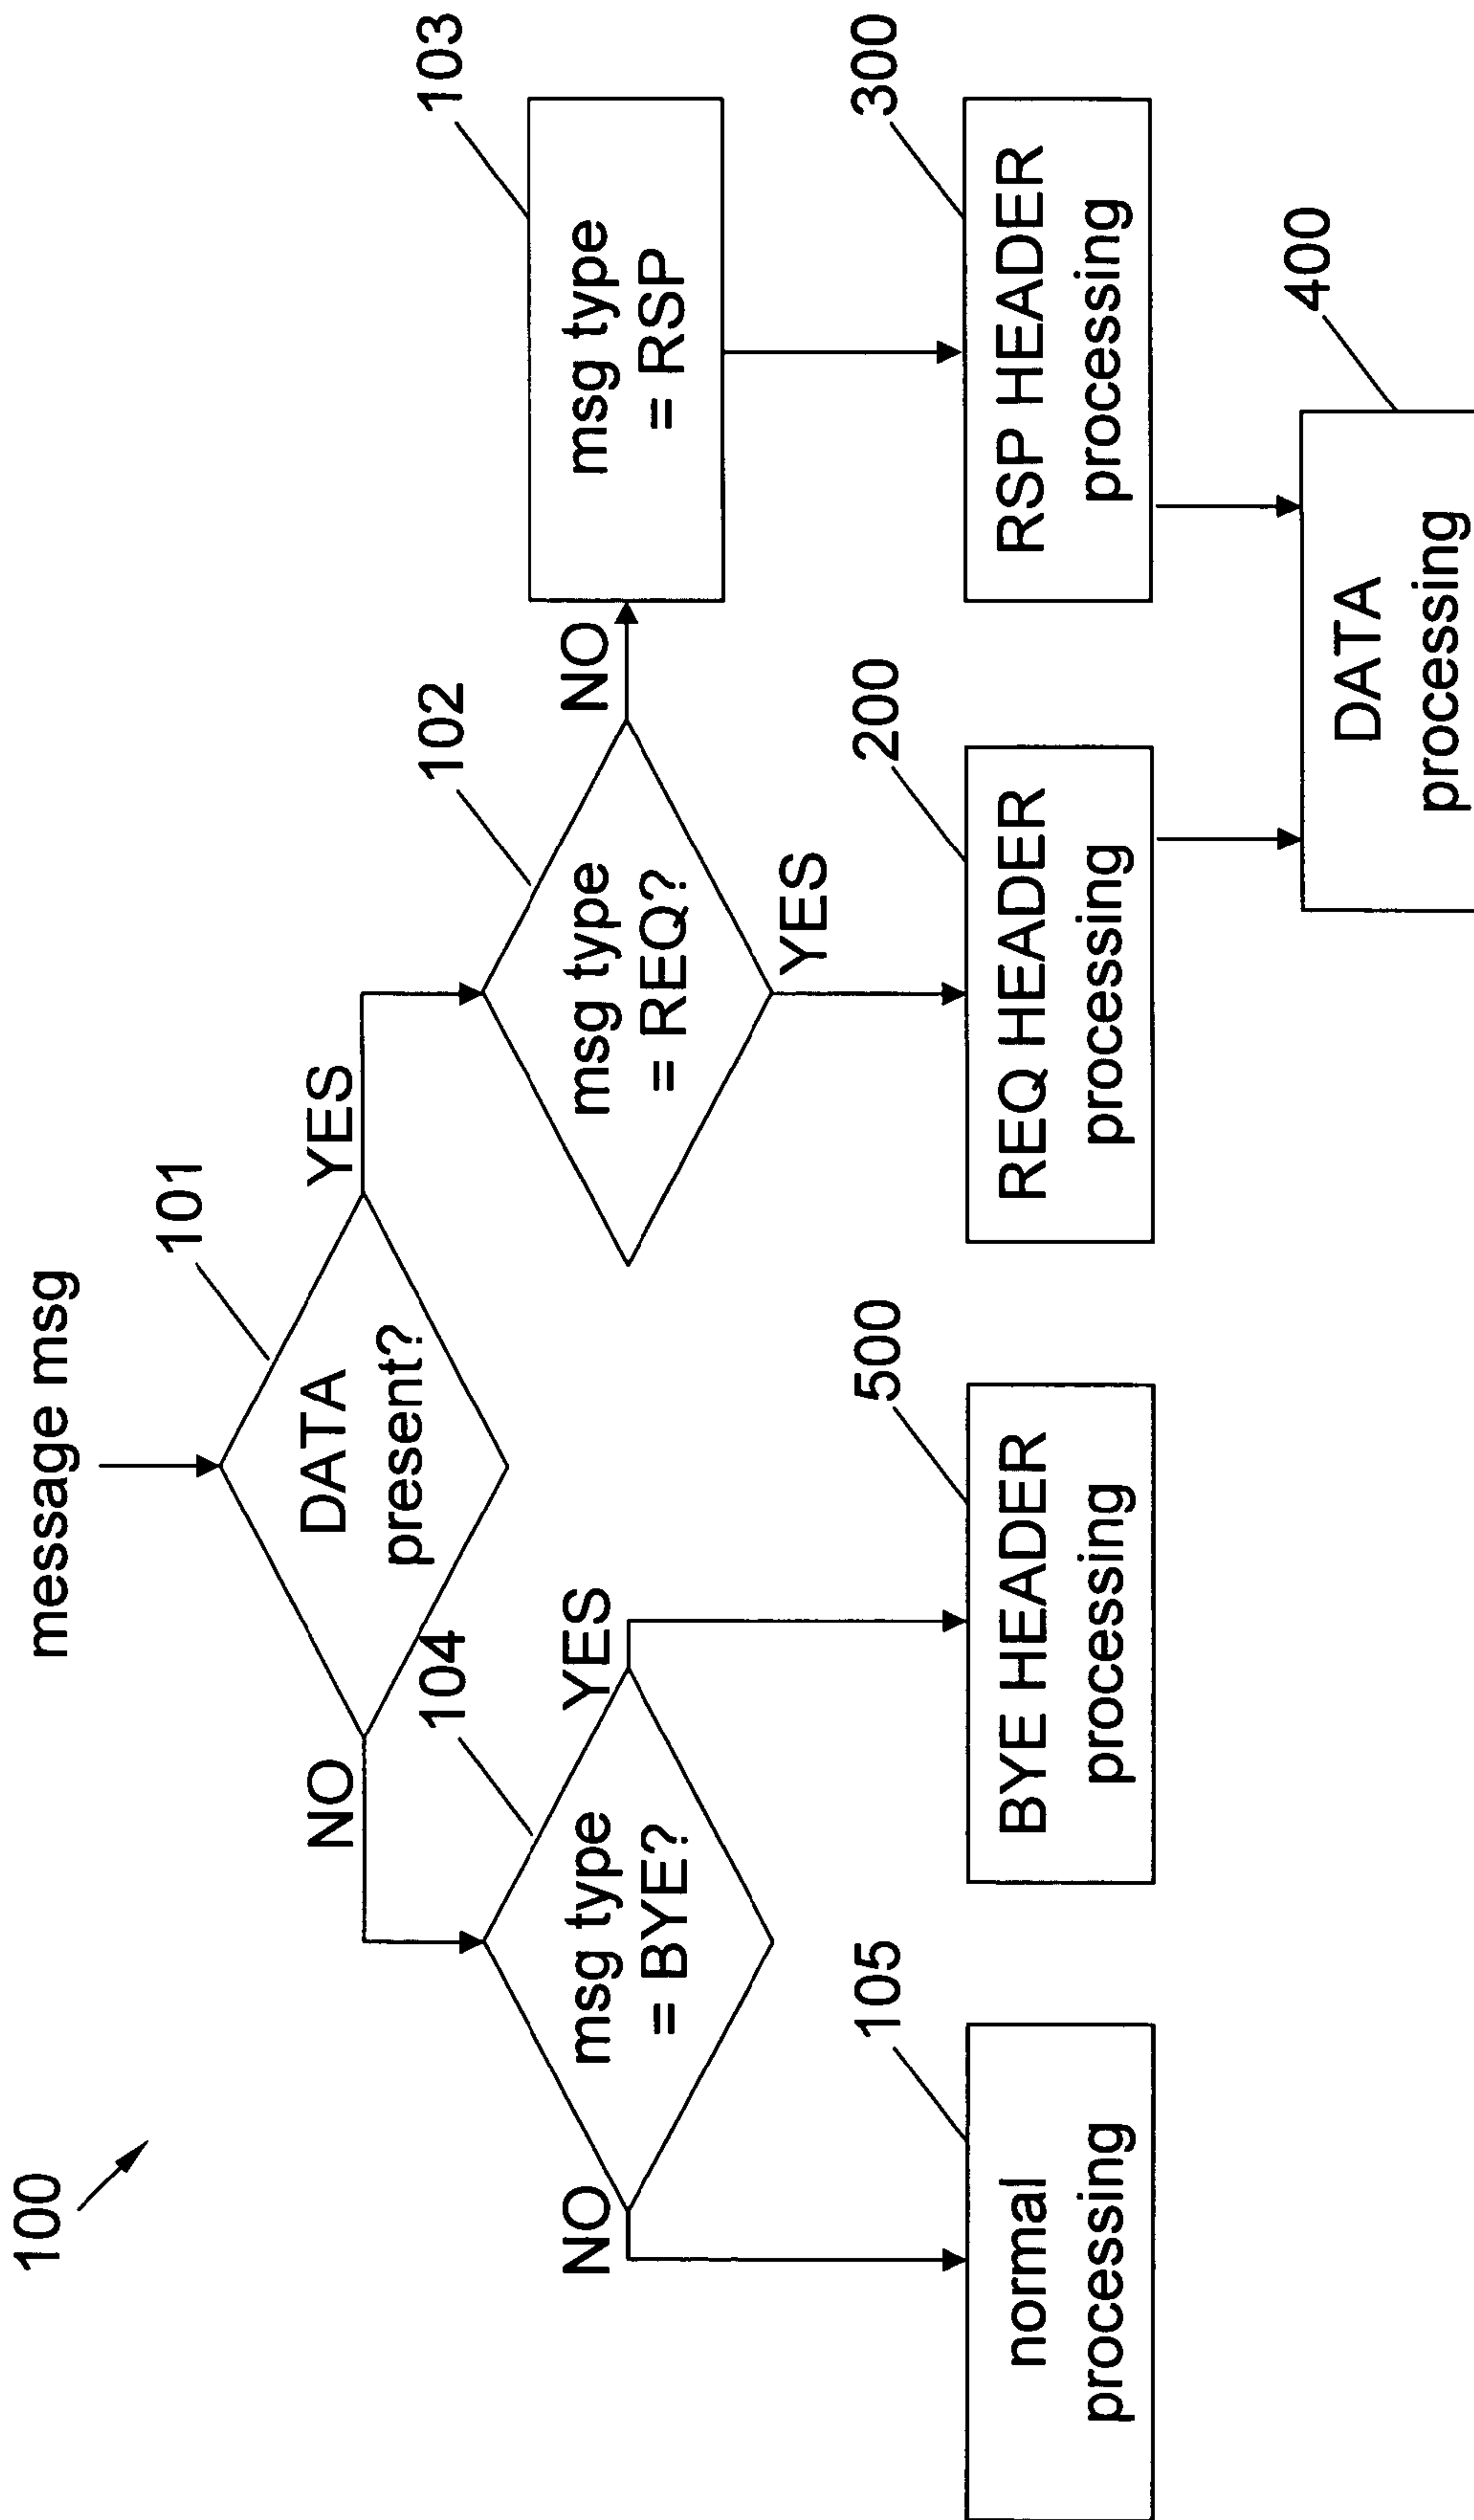 100
message msg
101
DATA
present?
NO
YES
104
102
103
msg type
= BYE?
msg type
= REQ?
msg type
= RSP
NO
YES
YES
NO
105
500
200
300
normal
processing
BYE HEADER
processing
REQ HEADER
processing
RSP HEADER
processing
400
DATA
processing